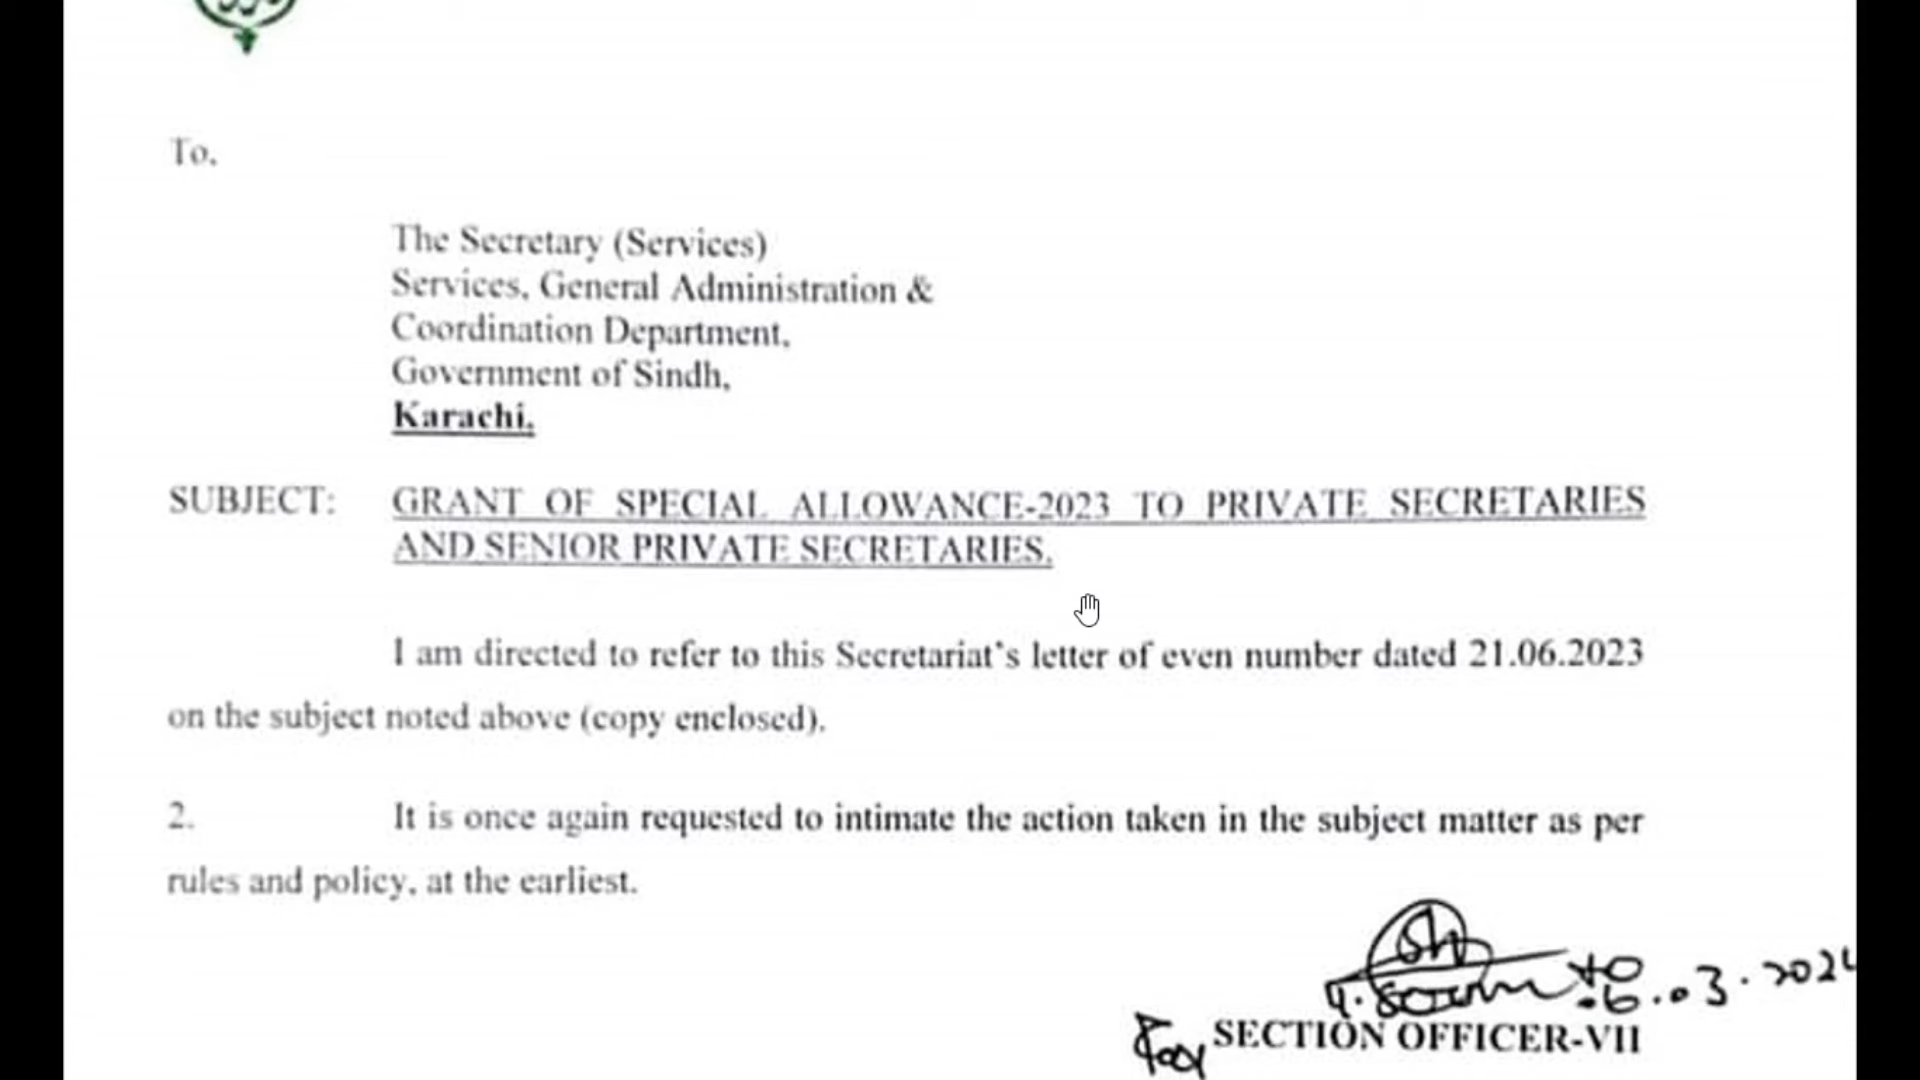 To,
The Secretary (Services)
Services, General Administration &
Coordination Department,
Government of Sindh,
Karachi.
SUBJECT: GRANT OF SPECIAL ALLOWANCE-2023 TO PRIVATE SECRETARIES
AND SENIOR PRIVATE SECRETARIES.
I am directed to refer to this Secretariat's letter of even number dated 21.06.2023
on the subject noted above (copy enclosed).
2. It is once again requested to intimate the action taken in the subject matter as per
rules and policy, at the earliest.
.03.202
For SECTION OFFICER-VII